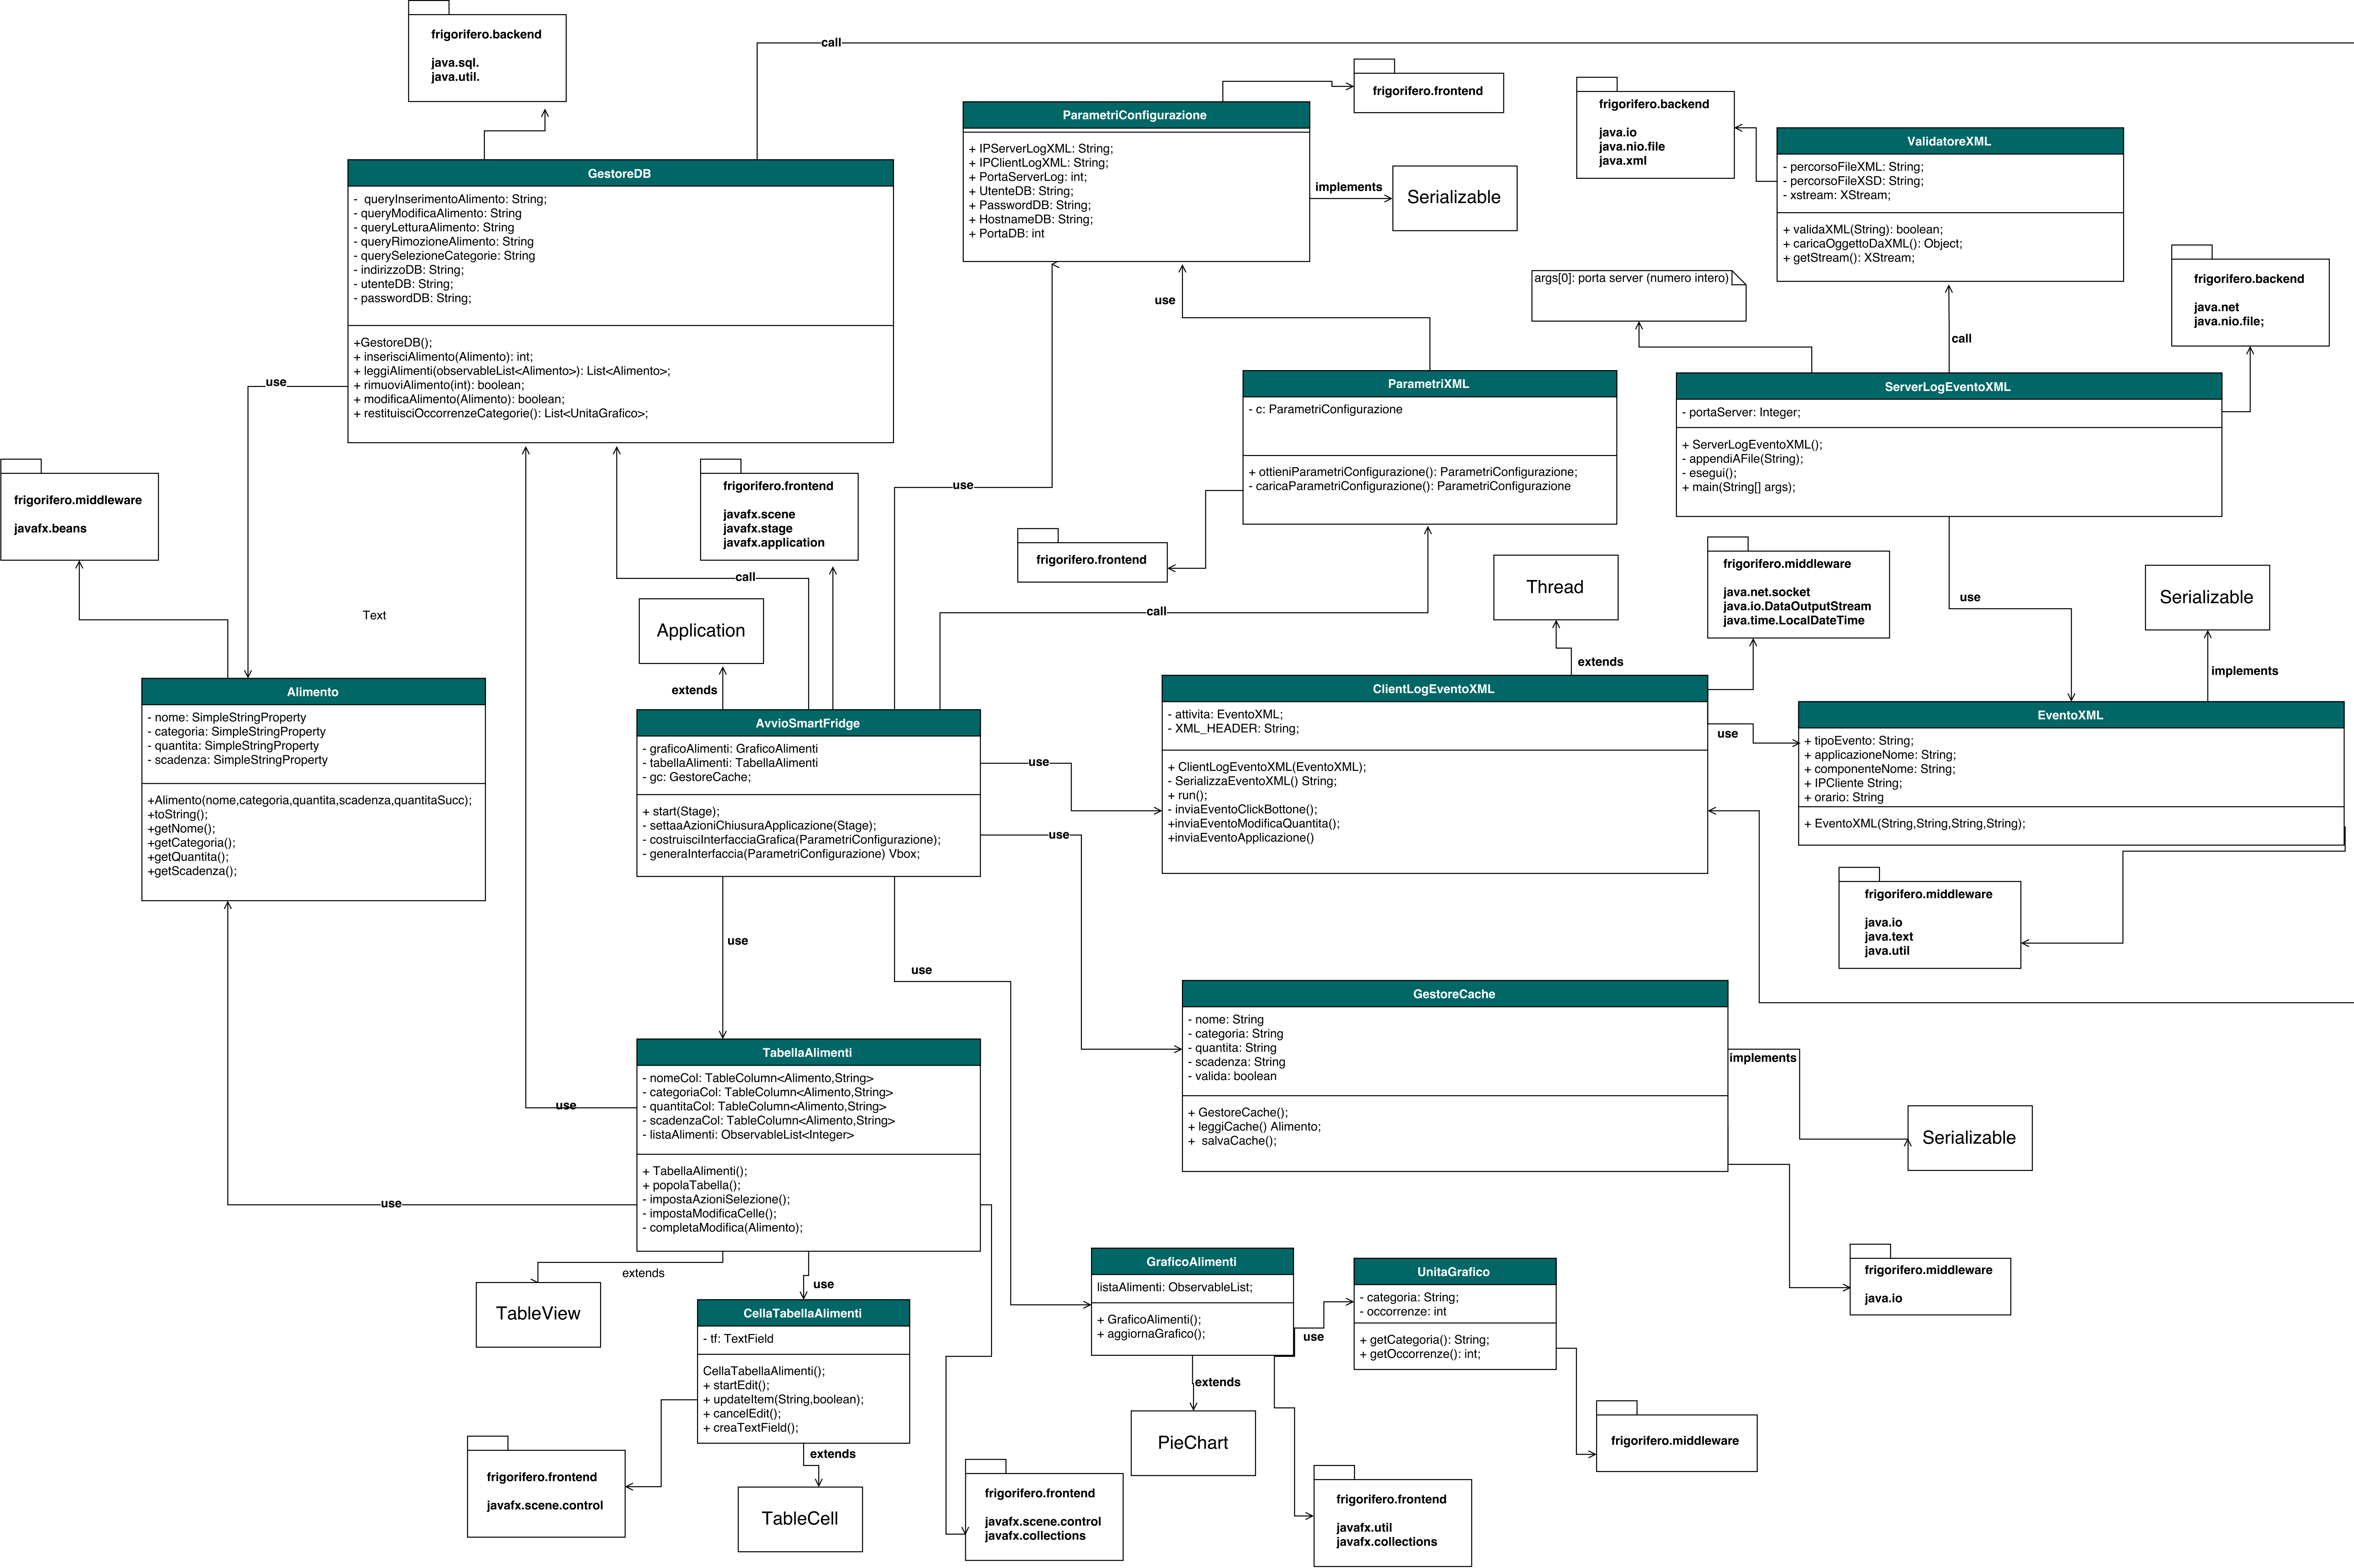 frigorifero.backend
java.sql.
java.util.
call
GestoreDB
-  queryInserimentoAlimento: String;
- queryModificaAlimento: String
- queryLetturaAlimento: String
- queryRimozioneAlimento: String
- querySelezioneCategorie: String
- indirizzoDB: String;
- utenteDB: String;
- passwordDB: String;
+GestoreDB();
+ inserisciAlimento(Alimento): int;
+ leggiAlimenti(observableList<Alimento>): List<Alimento>;
+ rimuoviAlimento(int): boolean;
+ modificaAlimento(Alimento): boolean;
+ restituisciOccorrenzeCategorie(): List<UnitaGrafico>;
use
ParametriConfigurazione
+ IPServerLogXML: String;
+ IPClientLogXML: String;
+ PortaServerLog: int;
+ UtenteDB: String;
+ PasswordDB: String;
+ HostnameDB: String;
+ PortaDB: int
frigorifero.frontend
implements
Serializable
use
frigorifero.backend
java.io
java.nio.file
java.xml
ValidatoreXML
- percorsoFileXML: String;
- percorsoFileXSD: String;
- xstream: XStream;
+ validaXML(String): boolean;
+ caricaOggettoDaXML(): Object;
+ getStream(): XStream;
args[0]: porta server (numero intero)
call
frigorifero.backend
java.net
java.nio.file;
ParametriXML
- c: ParametriConfigurazione
+ ottieniParametriConfigurazione(): ParametriConfigurazione;
- caricaParametriConfigurazione(): ParametriConfigurazione
ServerLogEventoXML
- portaServer: Integer;
+ ServerLogEventoXML();
- appendiAFile(String);
- esegui();
+ main(String[] args);
frigorifero.middleware
javafx.beans
frigorifero.frontend
javafx.scene
javafx.stage
javafx.application
use
frigorifero.frontend
call
call
Text
Application
extends
Thread
extends
frigorifero.middleware
java.net.socket
java.io.DataOutputStream
java.time.LocalDateTime
use
Serializable
implements
Alimento
- nome: SimpleStringProperty
- categoria: SimpleStringProperty
- quantita: SimpleStringProperty
- scadenza: SimpleStringProperty
+Alimento(nome,categoria,quantita,scadenza,quantitaSucc);
+toString();
+getNome();
+getCategoria();
+getQuantita();
+getScadenza();
AvvioSmartFridge
- graficoAlimenti: GraficoAlimenti
- tabellaAlimenti: TabellaAlimenti
- gc: GestoreCache;
+ start(Stage);
- settaaAzioniChiusuraApplicazione(Stage);
- costruisciInterfacciaGrafica(ParametriConfigurazione);
- generaInterfaccia(ParametriConfigurazione) Vbox;
use
use
ClientLogEventoXML
- attivita: EventoXML;
- XML_HEADER: String;
+ ClientLogEventoXML(EventoXML);
- SerializzaEventoXML() String;
+ run();
- inviaEventoClickBottone();
+inviaEventoModificaQuantita();
+inviaEventoApplicazione()
use
EventoXML
+ tipoEvento: String;
+ applicazioneNome: String;
+ componenteNome: String;
+ IPCliente String;
+ orario: String
+ EventoXML(String,String,String,String);
frigorifero.middleware
java.io
java.text
java.util
use
use
GestoreCache
- nome: String
- categoria: String
- quantita: String
- scadenza: String
- valida: boolean
+ GestoreCache();
+ leggiCache() Alimento;
+  salvaCache();
implements
Serializable
frigorifero.middleware
java.io
TabellaAlimenti
- nomeCol: TableColumn<Alimento,String>
- categoriaCol: TableColumn<Alimento,String>
- quantitaCol: TableColumn<Alimento,String>
- scadenzaCol: TableColumn<Alimento,String>
- listaAlimenti: ObservableList<Integer>
+ TabellaAlimenti();
+ popolaTabella();
- impostaAzioniSelezione();
- impostaModificaCelle();
- completaModifica(Alimento);
use
use
extends
TableView
use
CellaTabellaAlimenti
- tf: TextField
CellaTabellaAlimenti();
+ startEdit();
+ updateItem(String,boolean);
+ cancelEdit();
+ creaTextField();
extends
TableCell
frigorifero.frontend
javafx.scene.control
frigorifero.frontend
javafx.scene.control
javafx.collections
GraficoAlimenti
listaAlimenti: ObservableList;
+ GraficoAlimenti();
+ aggiornaGrafico();
use
extends
PieChart
UnitaGrafico
- categoria: String;
- occorrenze: int
+ getCategoria(): String;
+ getOccorrenze(): int;
frigorifero.middleware
frigorifero.frontend
javafx.util
javafx.collections